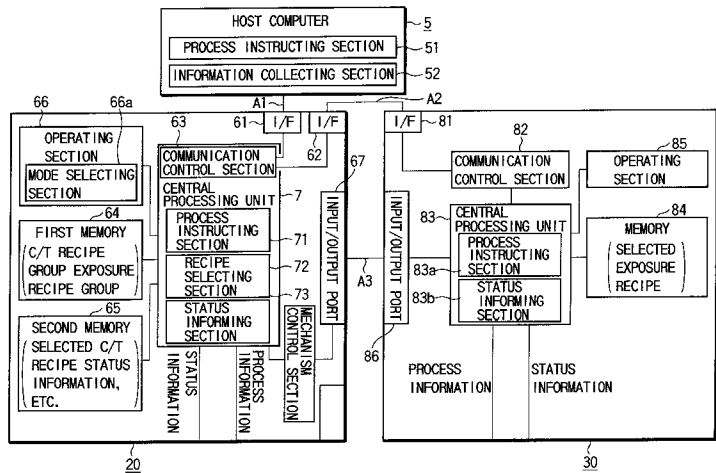 HOST COMPUTER
5
PROCESS INSTRUCTING SECTION
51
INFORMATION COLLECTING SECTION
52
A1
A2
66
66a
63
61
I/F
I/F
62
I/F
81
OPERATING
SECTION
MODE SELECTING
SECTION
COMMUNICATION
CONTROL SECTION
67
82
COMMUNICATION
CONTROL SECTION
85
OPERATING
SECTION
CENTRAL
PROCESSING UNIT
7
PROCESS
INSTRUCTING
SECTION
71
RECIPE
SELECTING
SECTION
72
73
STATUS
INFORMING
SECTION
64
FIRST MEMORY
C/T RECIPE
GROUP EXPOSURE
RECIPE GROUP
65
SECOND MEMORY
SELECTED C/T
RECIPE STATUS
INFORMATION,
ETC.
INPUT/OUTPUT PORT
MECHANISM
CONTROL SECTION
STATUS
INFORMATION
PROCESS
INFORMATION
A3
INPUT/OUTPUT PORT
86
83
CENTRAL
PROCESSING UNIT
PROCESS
INSTRUCTING
SECTION
83a
83b
STATUS
INFORMING
SECTION
84
MEMORY
SELECTED
EXPOSURE
RECIPE
PROCESS
INFORMATION
STATUS
INFORMATION
20
30